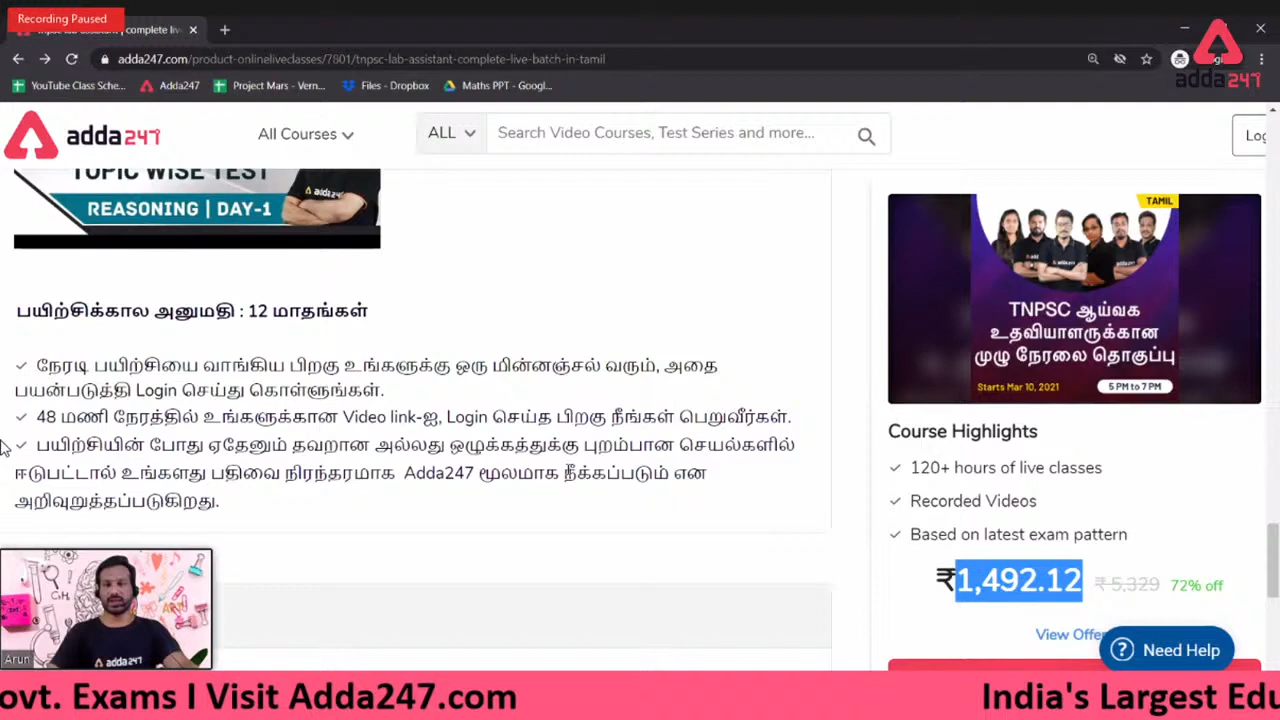 Recording Paused
complete liv
adda247.com/product-onlineliveclasses/7801/tnpsc-lab-assistant-complete-live-batch-in-tamil
YouTube Class Sche...
Adda247
Project Mars - Vern...
Files - Dropbox
Maths PPT - Googl...
adda247
adda247
All Courses
ALL
Search Video Courses, Test Series and more...
Log
TOPIC WISE TEST
REASONING | DAY-1
adda247
பயிற்சிக்கால அனுமதி : 12 மாதங்கள்
நேரடி பயிற்சியை வாங்கிய பிறகு உங்களுக்கு ஒரு மின்னஞ்சல் வரும், அதை
பயன்படுத்தி Login செய்து கொள்ளுங்கள்.
48 மணி நேரத்தில் உங்களுக்கான Video link-ஐ, Login செய்த பிறகு நீங்கள் பெறுவீர்கள்.
பயிற்சியின் போது ஏதேனும் தவறான அல்லது ஒழுக்கத்துக்கு புறம்பான செயல்களில்
ஈடுபட்டால் உங்களது பதிவை நிரந்தரமாக Adda247 மூலமாக நீக்கப்படும் என
அறிவுறுத்தப்படுகிறது.
TAMIL
TNPSC ஆய்வக
உதவியாளருக்கான
முழு நேரலை தொகுப்பு
Starts Mar 10, 2021
5 PM to 7 PM
Course Highlights
120+ hours of live classes
Recorded Videos
Based on latest exam pattern
₹1,492.12 ₹ 5,329 72% off
View Offer
Need Help
Arun
adda247
ovt. Exams I Visit Adda247.com
India's Largest Edu